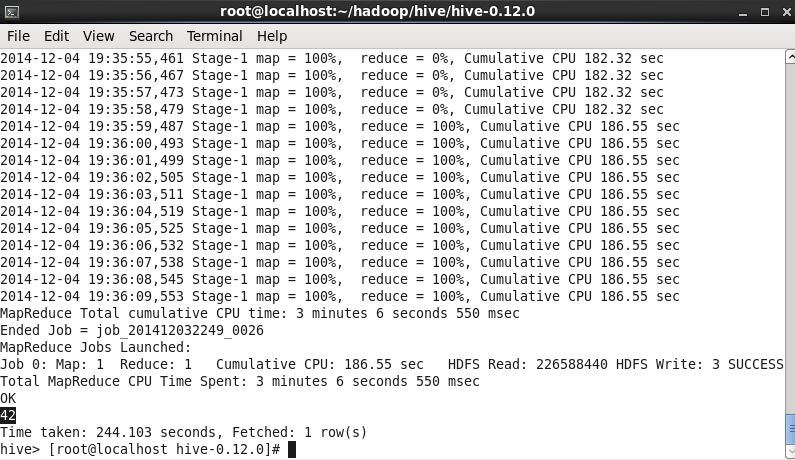 root@localhost:~/hadoop/hive/hive-0.12.0
File Edit View Search Terminal Help
2014-12-04 19:35:55,461 Stage-1 map = 100%,  reduce = 0%, Cumulative CPU 182.32 sec
2014-12-04 19:35:56,467 Stage-1 map = 100%,  reduce = 0%, Cumulative CPU 182.32 sec
2014-12-04 19:35:57,473 Stage-1 map = 100%,  reduce = 0%, Cumulative CPU 182.32 sec
2014-12-04 19:35:58,479 Stage-1 map = 100%,  reduce = 0%, Cumulative CPU 182.32 sec
2014-12-04 19:35:59,487 Stage-1 map = 100%,  reduce = 100%, Cumulative CPU 186.55 sec
2014-12-04 19:36:00,493 Stage-1 map = 100%,  reduce = 100%, Cumulative CPU 186.55 sec
2014-12-04 19:36:01,499 Stage-1 map = 100%,  reduce = 100%, Cumulative CPU 186.55 sec
2014-12-04 19:36:02,505 Stage-1 map = 100%,  reduce = 100%, Cumulative CPU 186.55 sec
2014-12-04 19:36:03,511 Stage-1 map = 100%,  reduce = 100%, Cumulative CPU 186.55 sec
2014-12-04 19:36:04,519 Stage-1 map = 100%,  reduce = 100%, Cumulative CPU 186.55 sec
2014-12-04 19:36:05,525 Stage-1 map = 100%,  reduce = 100%, Cumulative CPU 186.55 sec
2014-12-04 19:36:06,532 Stage-1 map = 100%,  reduce = 100%, Cumulative CPU 186.55 sec
2014-12-04 19:36:07,538 Stage-1 map = 100%,  reduce = 100%, Cumulative CPU 186.55 sec
2014-12-04 19:36:08,545 Stage-1 map = 100%,  reduce = 100%, Cumulative CPU 186.55 sec
2014-12-04 19:36:09,553 Stage-1 map = 100%,  reduce = 100%, Cumulative CPU 186.55 sec
MapReduce Total cumulative CPU time: 3 minutes 6 seconds 550 msec
Ended Job = job_201412032249_0026
MapReduce Jobs Launched:
Job 0: Map: 1  Reduce: 1   Cumulative CPU: 186.55 sec   HDFS Read: 226588440 HDFS Write: 3 SUCCESS
Total MapReduce CPU Time Spent: 3 minutes 6 seconds 550 msec
OK
42
Time taken: 244.103 seconds, Fetched: 1 row(s)
hive> [root@localhost hive-0.12.0]#